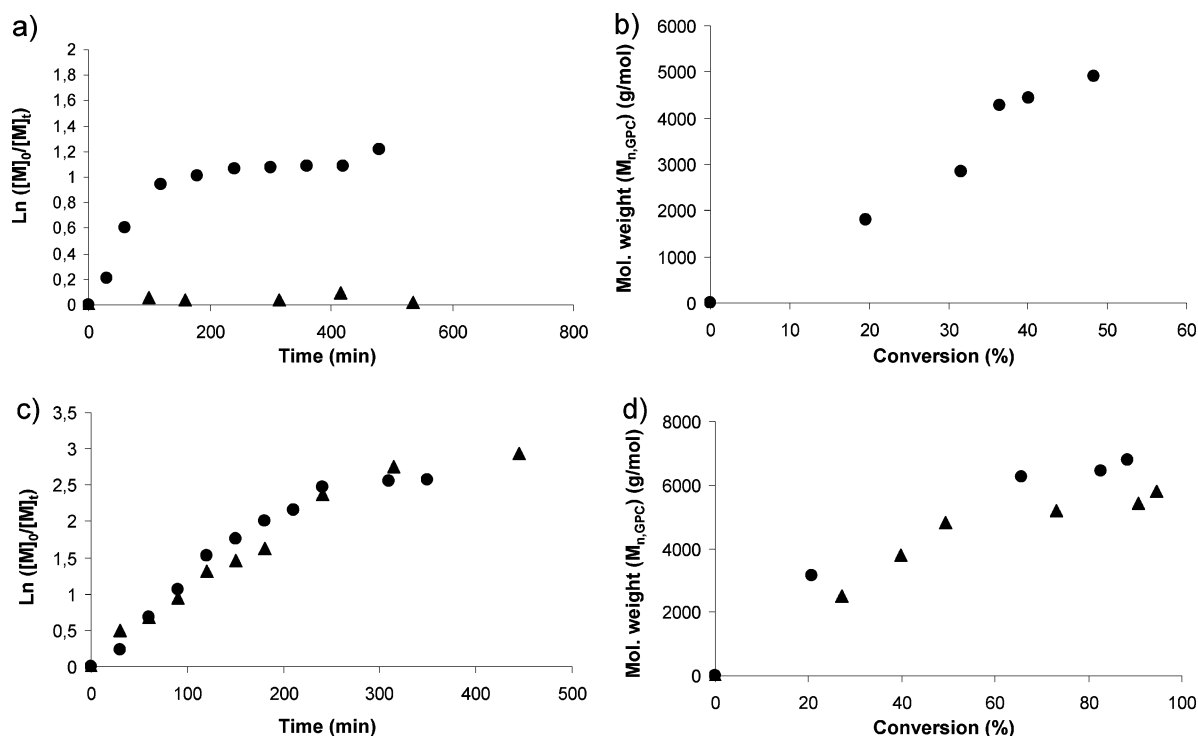 a)
Ln ([M]0/[M]t)
2
1,8
1,6
1,4
1,2
1
0,8
0,6
0,4
0,2
0
0 200 400 600 800
Time (min)
b)
Mol. weight (Mn,GPC) (g/mol)
6000
5000
4000
3000
2000
1000
0
0 10 20 30 40 50 60
Conversion (%)
c)
Ln ([M]0/[M]t)
3,5
3
2,5
2
1,5
1
0,5
0
0 100 200 300 400 500
Time (min)
d)
Mol. weight (Mn,GPC) (g/mol)
8000
6000
4000
2000
0
0 20 40 60 80 100
Conversion (%)